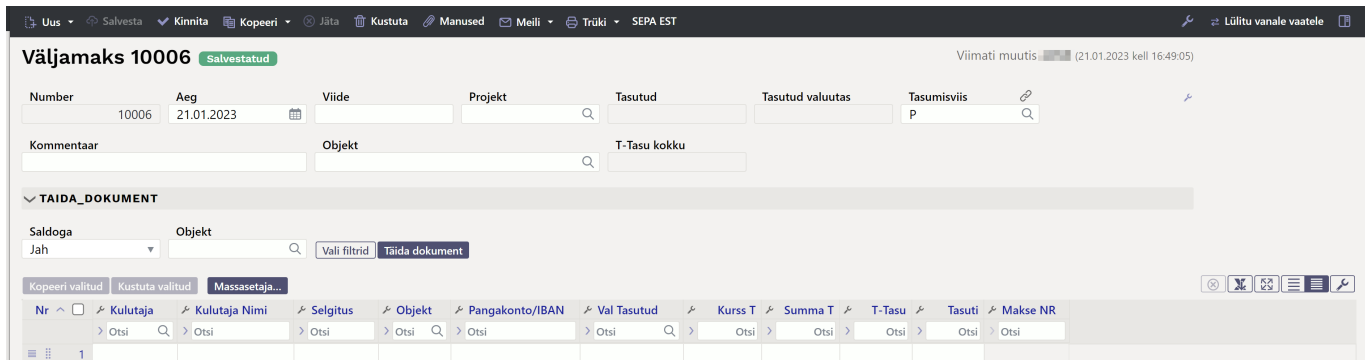 Uus Salvesta Kinnita Kopeeri Jäta Kustuta Manused Meili Trüki SEPA EST Lülitu vanale vaatele
Väljamaks 10006 Salvestatud Viimati muutis (21.01.2023 kell 16:49:05)
Number Aeg Viide Projekt Tasutud Tasutud valuutas Tasumisviis
10006 21.01.2023 P
Kommentaar Objekt T-Tasu kokku
TAIDA_DOKUMENT
Saldoga Objekt
Jah Vali filtrid Täida dokument
Kopeeri valitud Kustuta valitud Massasetaja...
Nr Kulutaja Kulutaja Nimi Selgitus Objekt Pangakonto/IBAN Val Tasutud Kurss T Summa T T-Tasu Tasuti Makse NR
Otsi Otsi Otsi Otsi Otsi Otsi Otsi Otsi Otsi Otsi Otsi
1